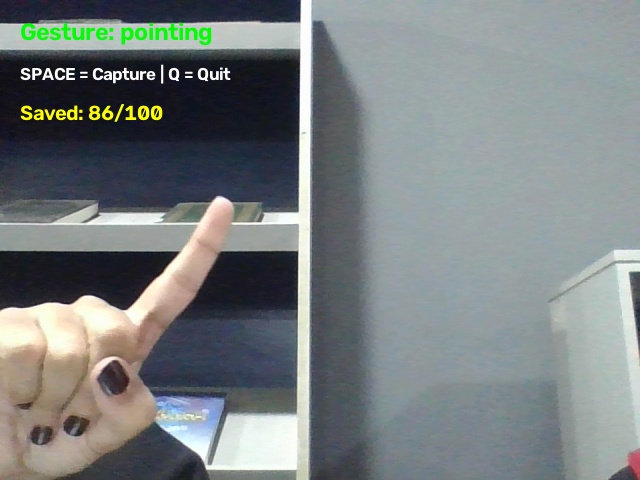 Gesture: pointing
SPACE = Capture | Q = Quit
Saved: 86/100